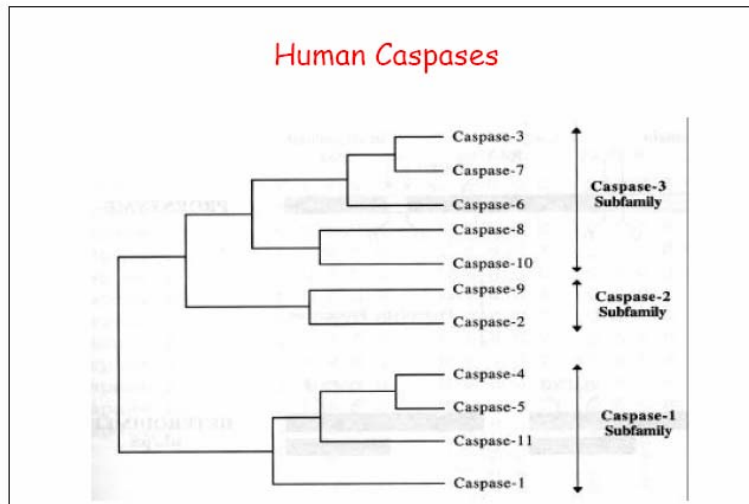 Human Caspases
Caspase-3
Caspase-7
Caspase-6
Caspase-8
Caspase-10
Caspase-3
Subfamily
Caspase-9
Caspase-2
Caspase-2
Subfamily
Caspase-4
Caspase-5
Caspase-11
Caspase-1
Caspase-1
Subfamily